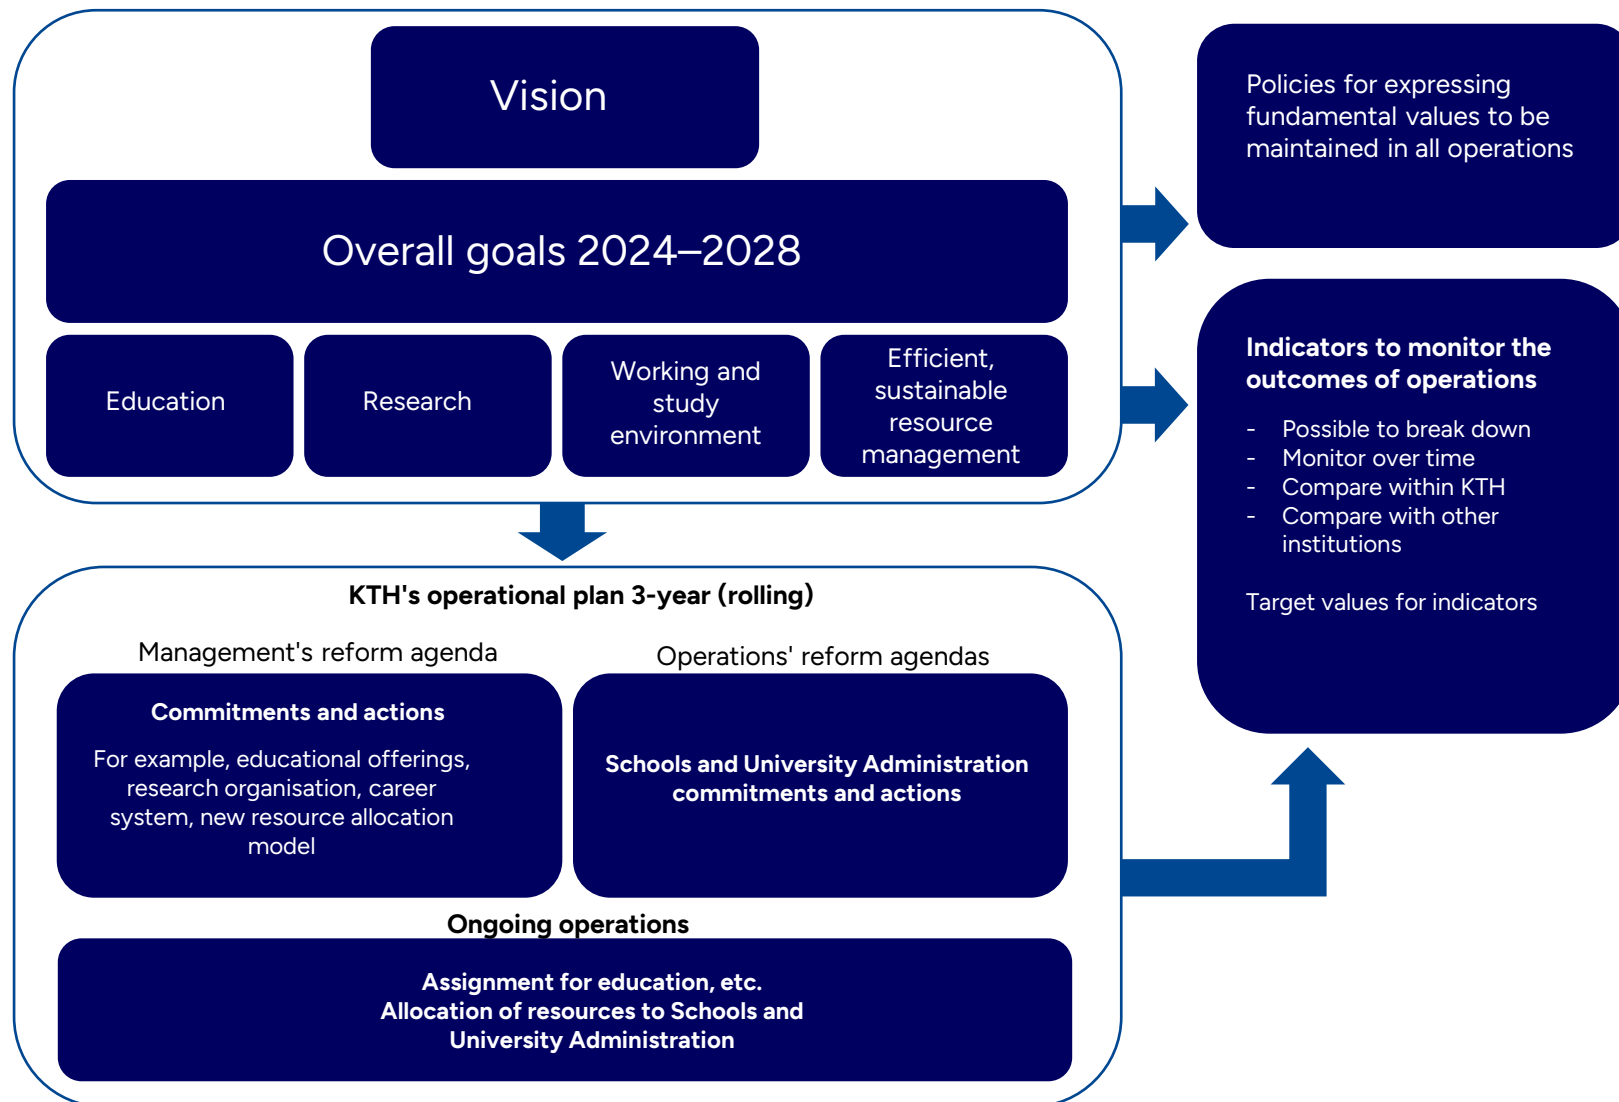 Vision
Overall goals 2024–2028
Education
Research
Working and
study
environment
Efficient,
sustainable
resource
management
Policies for expressing
fundamental values to be
maintained in all operations
Indicators to monitor the
outcomes of operations
- Possible to break down
- Monitor over time
- Compare within KTH
- Compare with other
institutions
Target values for indicators
KTH's operational plan 3-year (rolling)
Management's reform agenda
Commitments and actions
For example, educational offerings,
research organisation, career
system, new resource allocation
model
Operations' reform agendas
Schools and University Administration
commitments and actions
Ongoing operations
Assignment for education, etc.
Allocation of resources to Schools and
University Administration